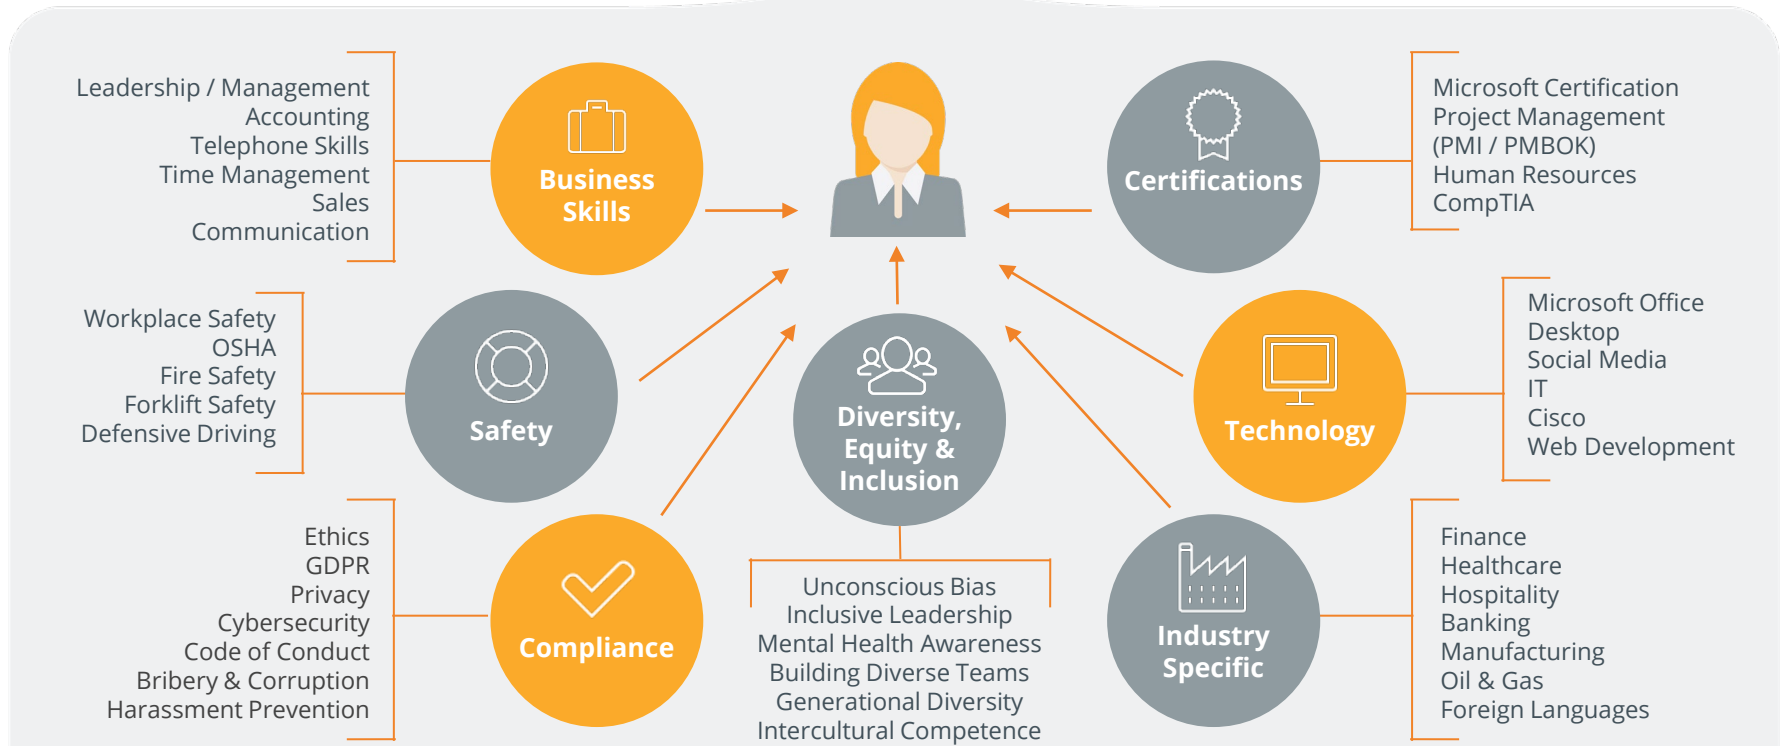 Leadership / Management
Accounting
Telephone Skills
Time Management
Sales
Communication
Business
Skills
Certifications
Microsoft Certification
Project Management
(PMI / PMBOK)
Human Resources
CompTIA
Workplace Safety
OSHA
Fire Safety
Forklift Safety
Defensive Driving
Safety
Diversity,
Equity &
Inclusion
Technology
Microsoft Office
Desktop
Social Media
IT
Cisco
Web Development
Ethics
GDPR
Privacy
Cybersecurity
Code of Conduct
Bribery & Corruption
Harassment Prevention
Compliance
Unconscious Bias
Inclusive Leadership
Mental Health Awareness
Building Diverse Teams
Generational Diversity
Intercultural Competence
Industry
Specific
Finance
Healthcare
Hospitality
Banking
Manufacturing
Oil & Gas
Foreign Languages